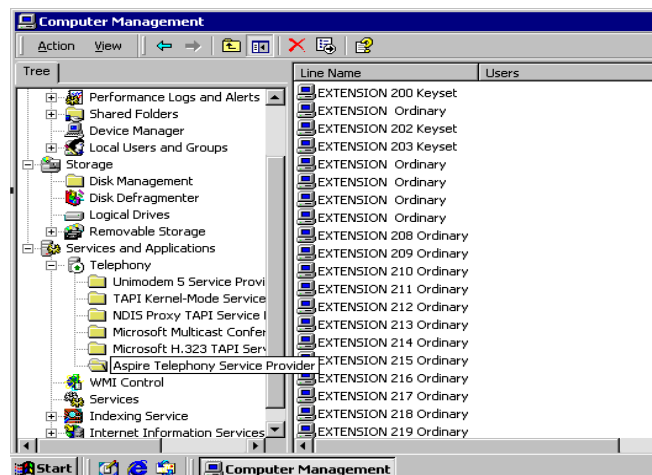 Computer Management
Action View
Tree
Performance Logs and Alerts
Shared Folders
Device Manager
Local Users and Groups
Storage
Disk Management
Disk Defragmenter
Logical Drives
Removable Storage
Services and Applications
Telephony
Unimodem 5 Service Provi
TAPI Kernel-Mode Service
NDIS Proxy TAPI Service
Microsoft Multicast Confer
Microsoft H.323 TAPI Serv
Aspire Telephony Service Provider
WMI Control
Services
Indexing Service
Internet Information Services
Line Name Users
EXTENSION 200 Keyset
EXTENSION Ordinary
EXTENSION 202 Keyset
EXTENSION 203 Keyset
EXTENSION Ordinary
EXTENSION Ordinary
EXTENSION Ordinary
EXTENSION Ordinary
EXTENSION 208 Ordinary
EXTENSION 209 Ordinary
EXTENSION 210 Ordinary
EXTENSION 211 Ordinary
EXTENSION 212 Ordinary
EXTENSION 213 Ordinary
EXTENSION 214 Ordinary
EXTENSION 215 Ordinary
EXTENSION 216 Ordinary
EXTENSION 217 Ordinary
EXTENSION 218 Ordinary
EXTENSION 219 Ordinary
Start Computer Management